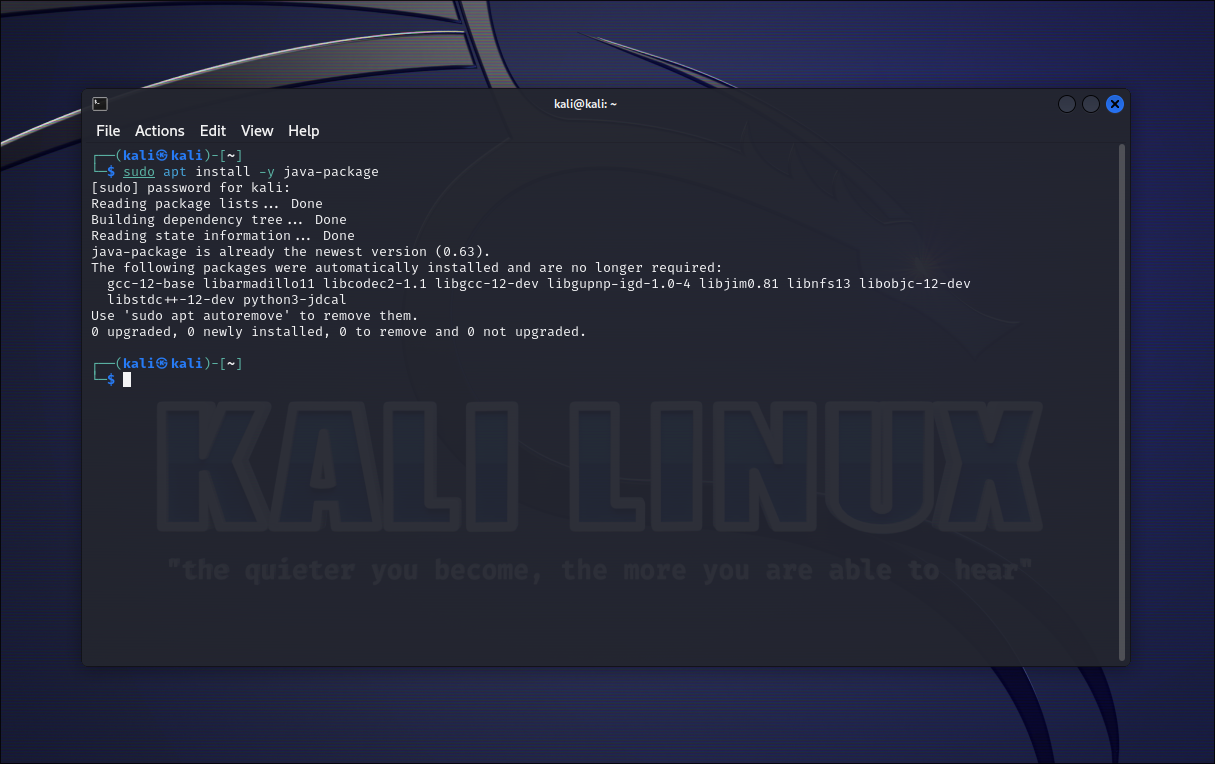 kali@kali: ~
File Actions Edit View Help
┌──(kali㉿kali)-[~]
└─$ sudo apt install -y java-package
[sudo] password for kali:
Reading package lists... Done
Building dependency tree... Done
Reading state information... Done
java-package is already the newest version (0.63).
The following packages were automatically installed and are no longer required:
  gcc-12-base libarmadillo11 libcodec2-1.1 libgcc-12-dev libgupnp-igd-1.0-4 libjim0.81 libnfs13 libobjc-12-dev
  libstdc++-12-dev python3-jdcal
Use 'sudo apt autoremove' to remove them.
0 upgraded, 0 newly installed, 0 to remove and 0 not upgraded.
┌──(kali㉿kali)-[~]
└─$
KALI LINUX
"the quieter you become, the more you are able to hear"